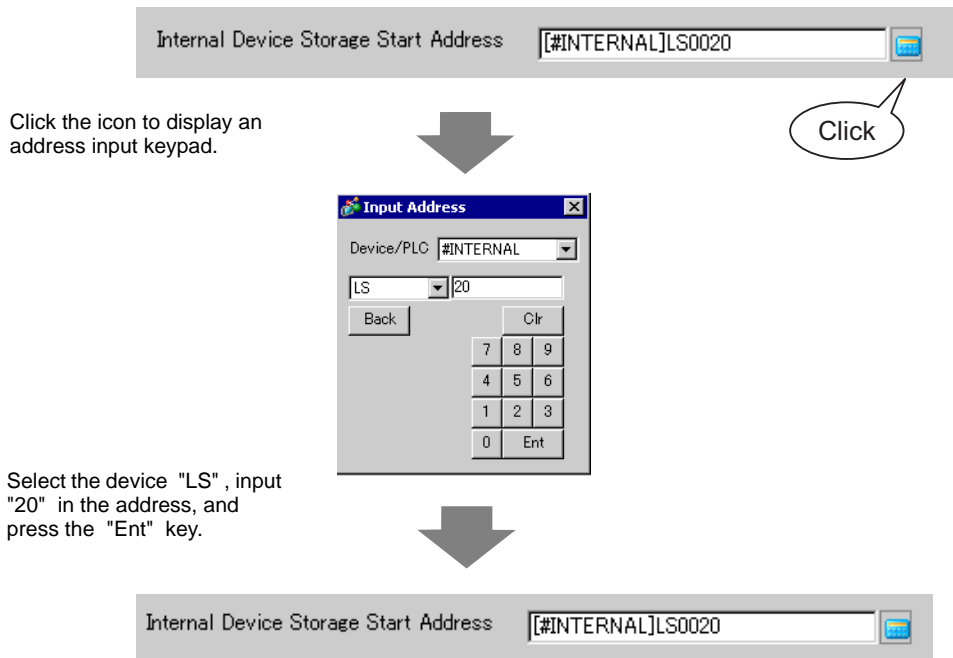 Internal Device Storage Start Address [#INTERNAL]LS0020
Click the icon to display an
address input keypad.
Click
Input Address
Device/PLC #INTERNAL
LS 20
Back Clr
7 8 9
4 5 6
1 2 3
0 Ent
Select the device "LS" , input
"20" in the address, and
press the "Ent" key.
Internal Device Storage Start Address [#INTERNAL]LS0020